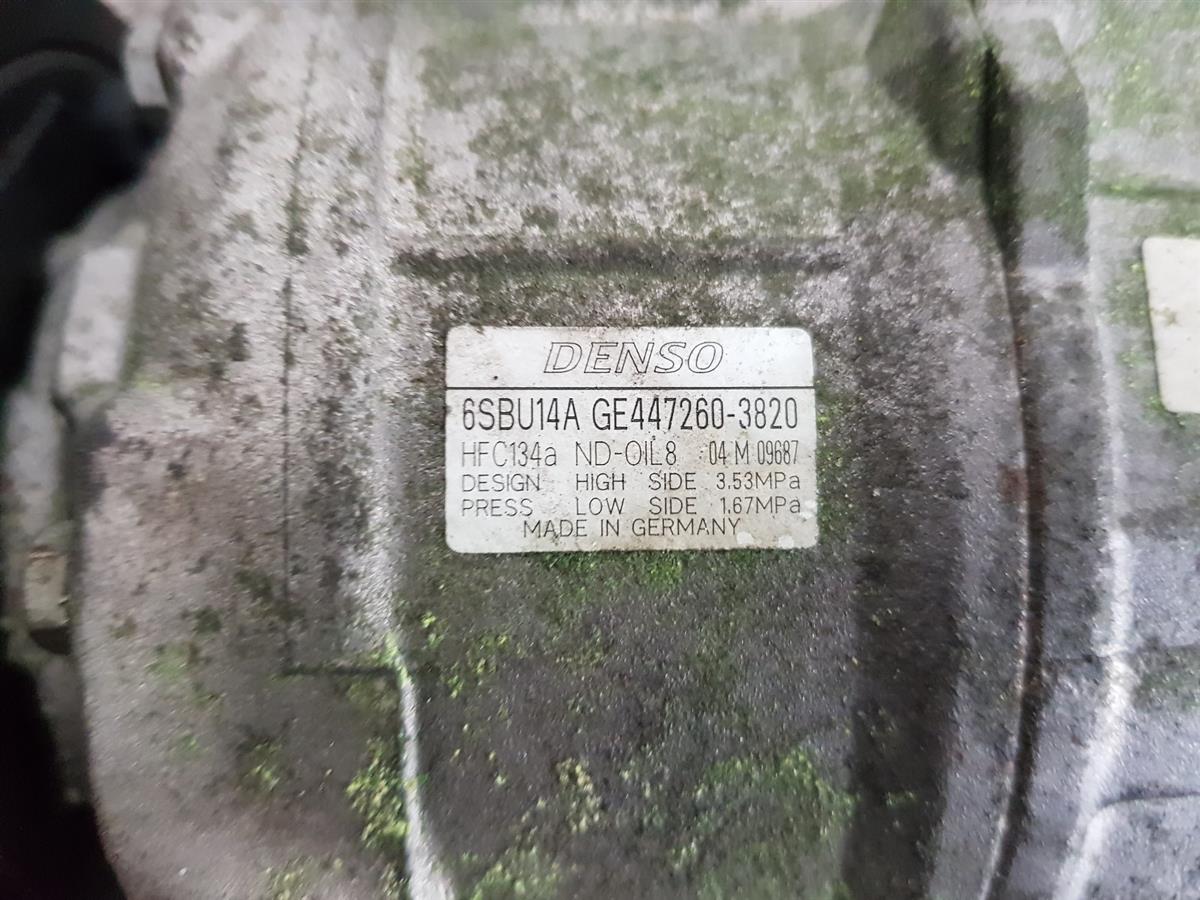 DENSO
6SBU14A GE447260-3820
HFC134a ND-OIL8 04 M 09687
DESIGN HIGH SIDE 3.53MPa
PRESS LOW SIDE 1.67MPa
MADE IN GERMANY